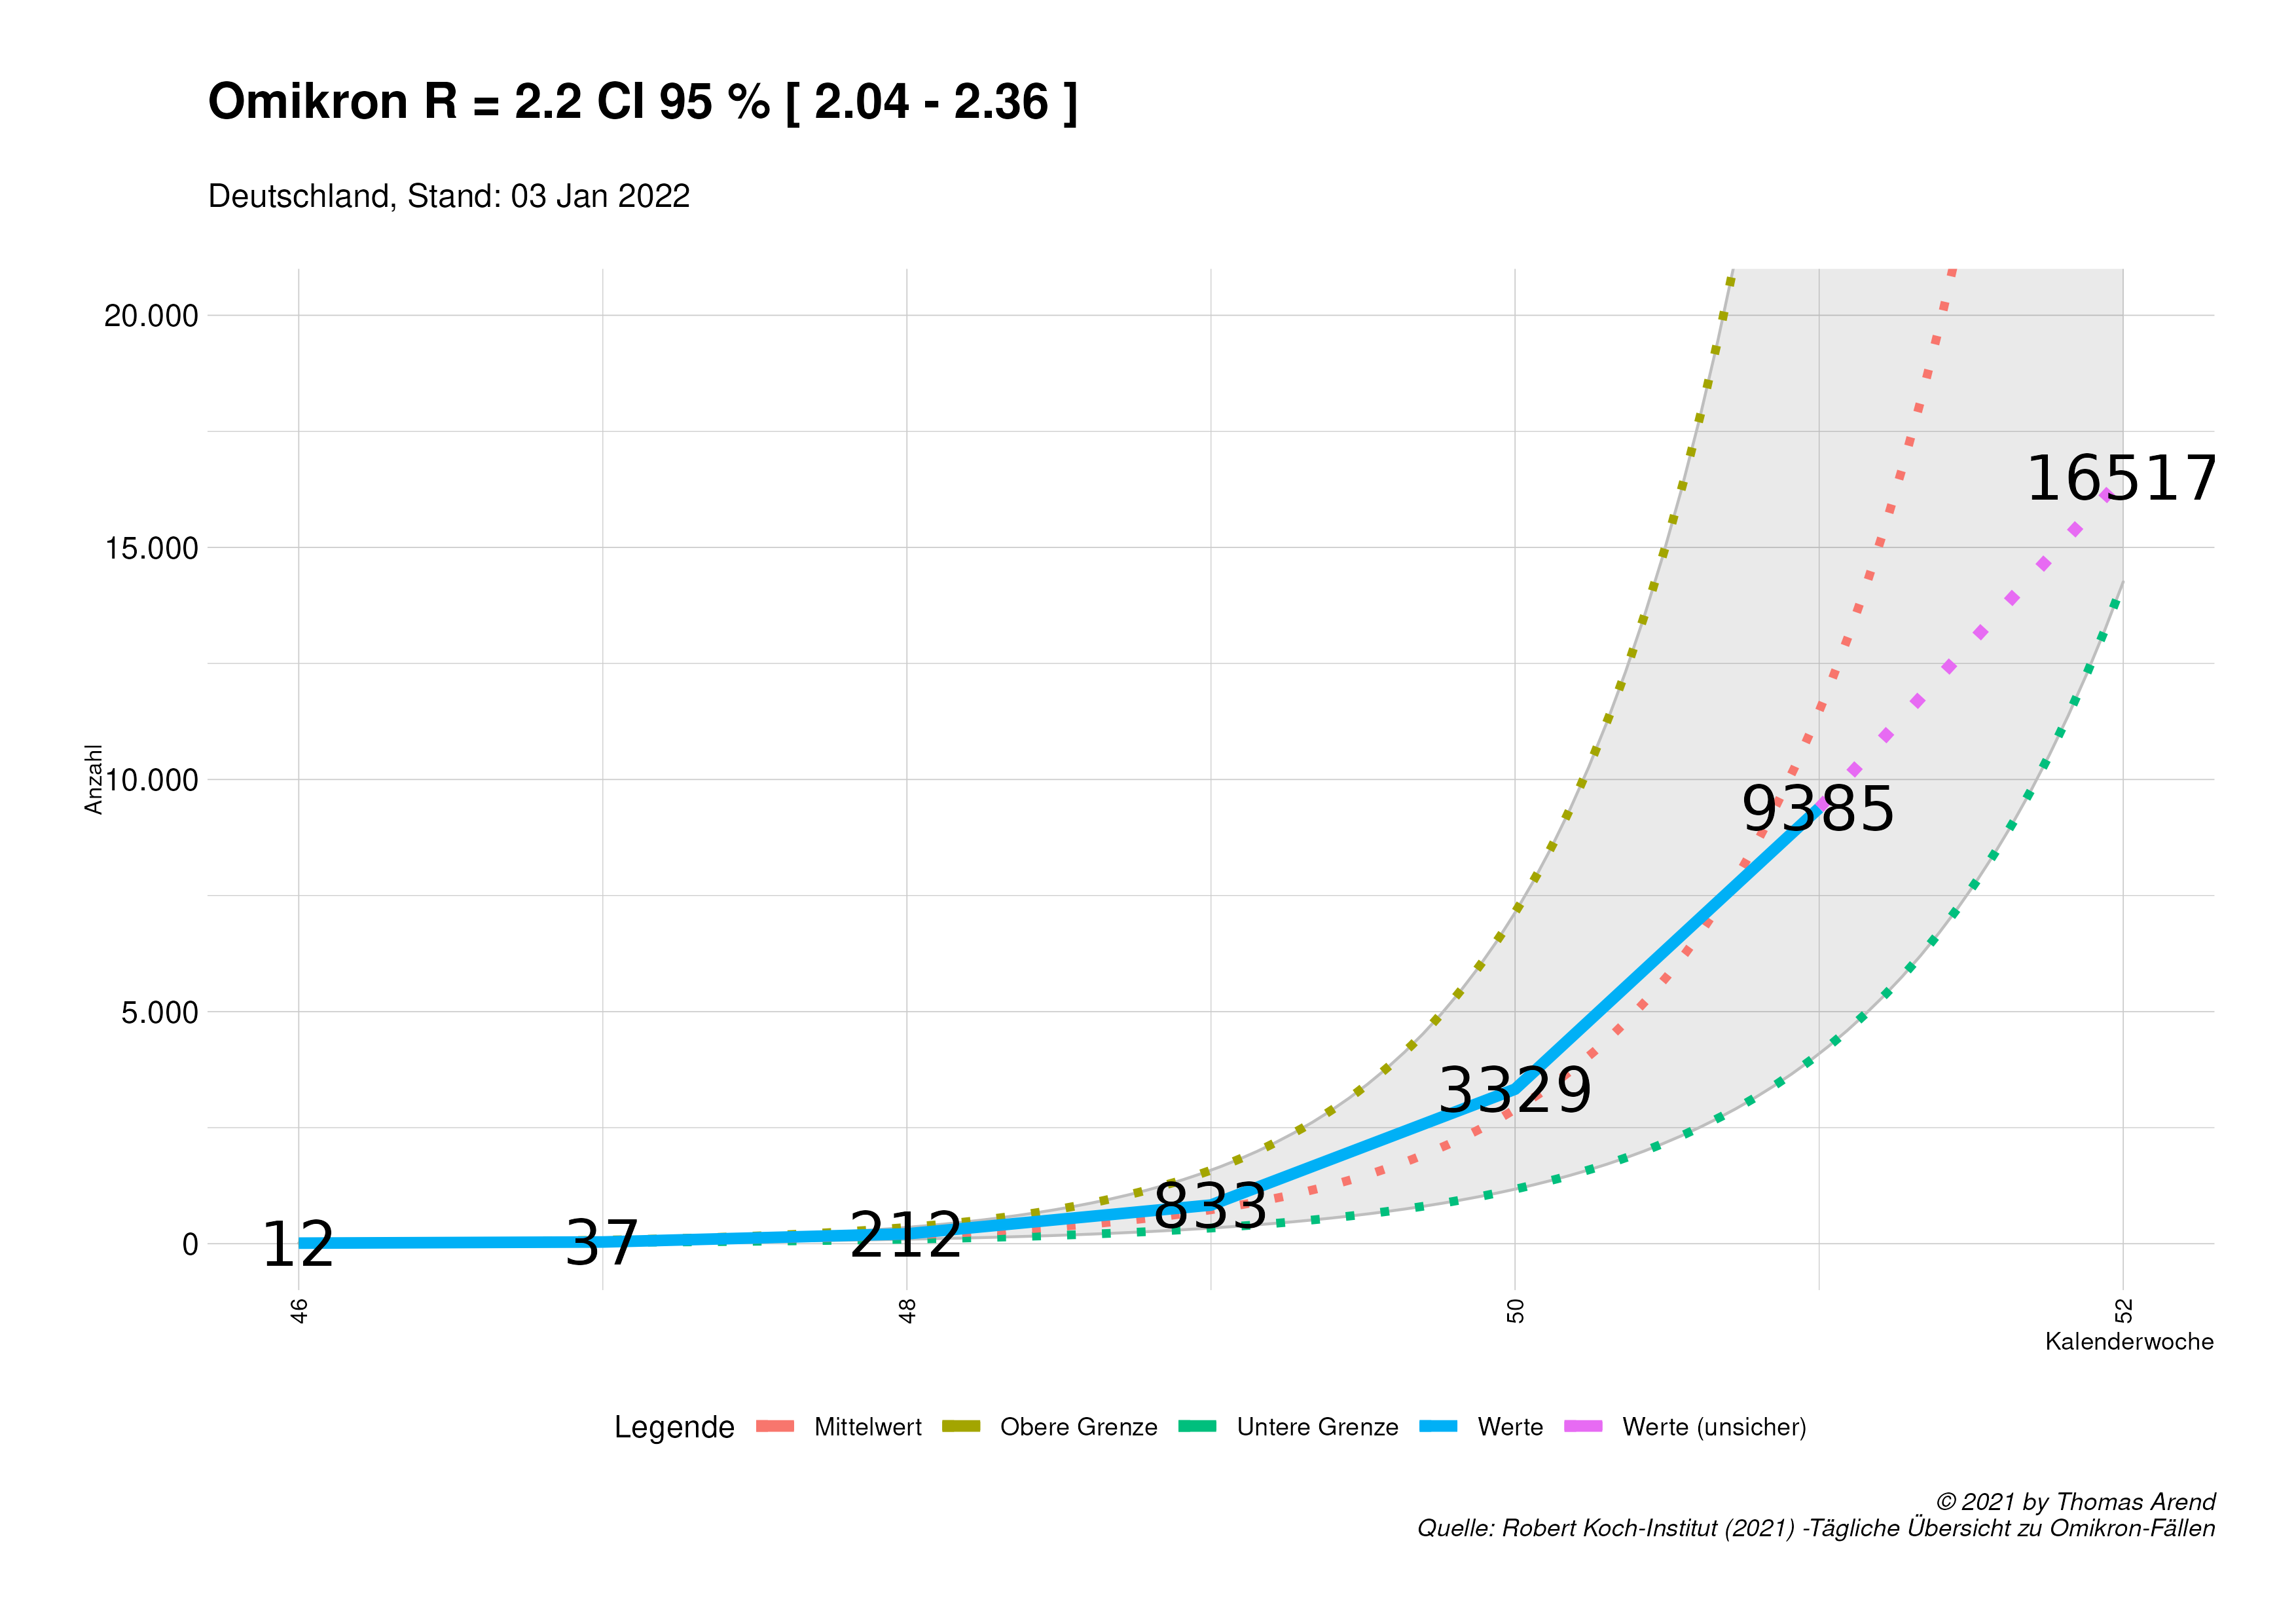 Omikron R = 2.2 CI 95 % [ 2.04 - 2.36 ]
Deutschland, Stand: 03 Jan 2022
20.000
15.000
10.000
5.000
0
Anzahl
12
37
212
833
3329
9385
16517
46
48
50
52
Kalenderwoche
Legende Mittelwert Obere Grenze Untere Grenze Werte Werte (unsicher)
© 2021 by Thomas Arend
Quelle: Robert Koch-Institut (2021) -Tägliche Übersicht zu Omikron-Fällen